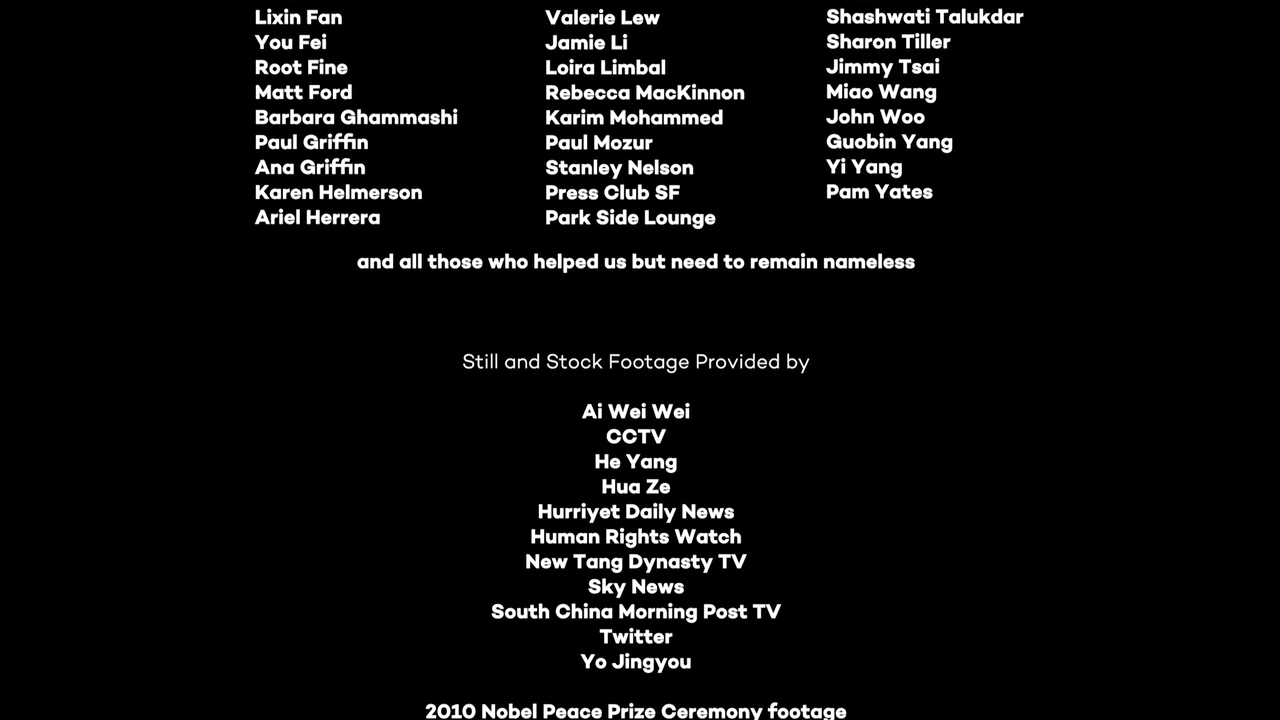 Lixin Fan
You Fei
Root Fine
Matt Ford
Barbara Ghammashi
Paul Griffin
Ana Griffin
Karen Helmerson
Ariel Herrera
Valerie Lew
Jamie Li
Loira Limbal
Rebecca MacKinnon
Karim Mohammed
Paul Mozur
Stanley Nelson
Press Club SF
Park Side Lounge
Shashwati Talukdar
Sharon Tiller
Jimmy Tsai
Miao Wang
John Woo
Guobin Yang
Yi Yang
Pam Yates
and all those who helped us but need to remain nameless
Still and Stock Footage Provided by
Ai Wei Wei
CCTV
He Yang
Hua Ze
Hurriyet Daily News
Human Rights Watch
New Tang Dynasty TV
Sky News
South China Morning Post TV
Twitter
Yo Jingyou
2010 Nobel Peace Prize Ceremony footage